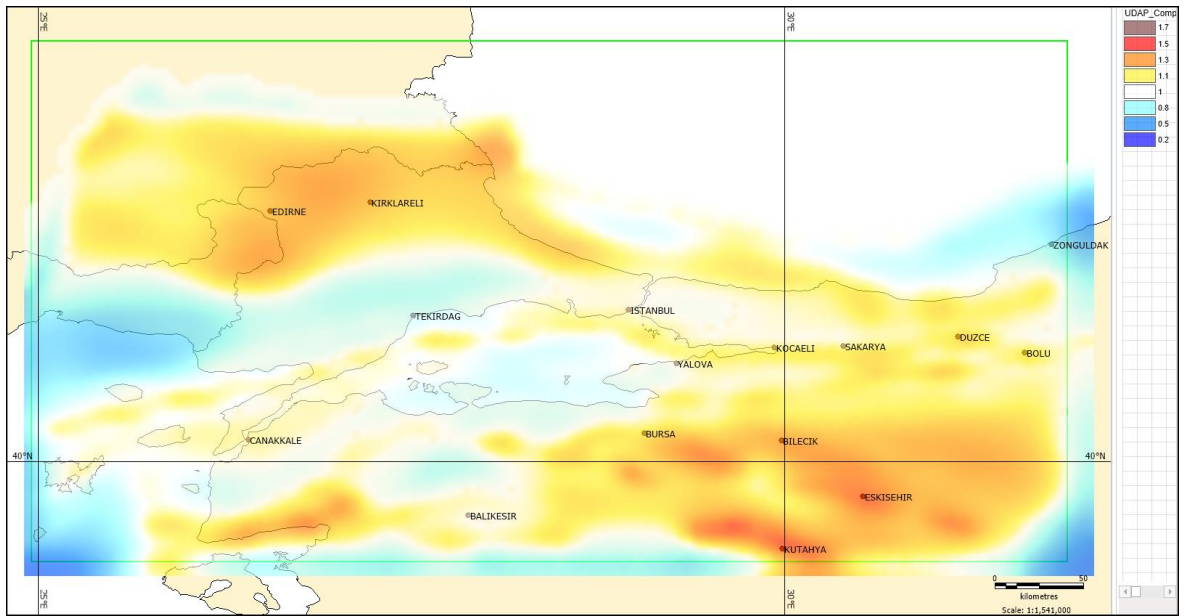 25°E
30°E
UDAP_Comp
1.7
1.5
1.3
1.1
1
0.8
0.5
0.2
KIRKLARELI
EDIRNE
ZONGULDAK
ISTANBUL
TEKIRDAG
DUZCE
KOCAELI
SAKARYA
BOLU
YALOVA
BURSA
CANAKKALE
BILECIK
40°N
40°N
ESKISEHIR
BALIKESIR
KUTAHYA
0
50
kilometres
25°E
30°E
Scale: 1:1,541,000